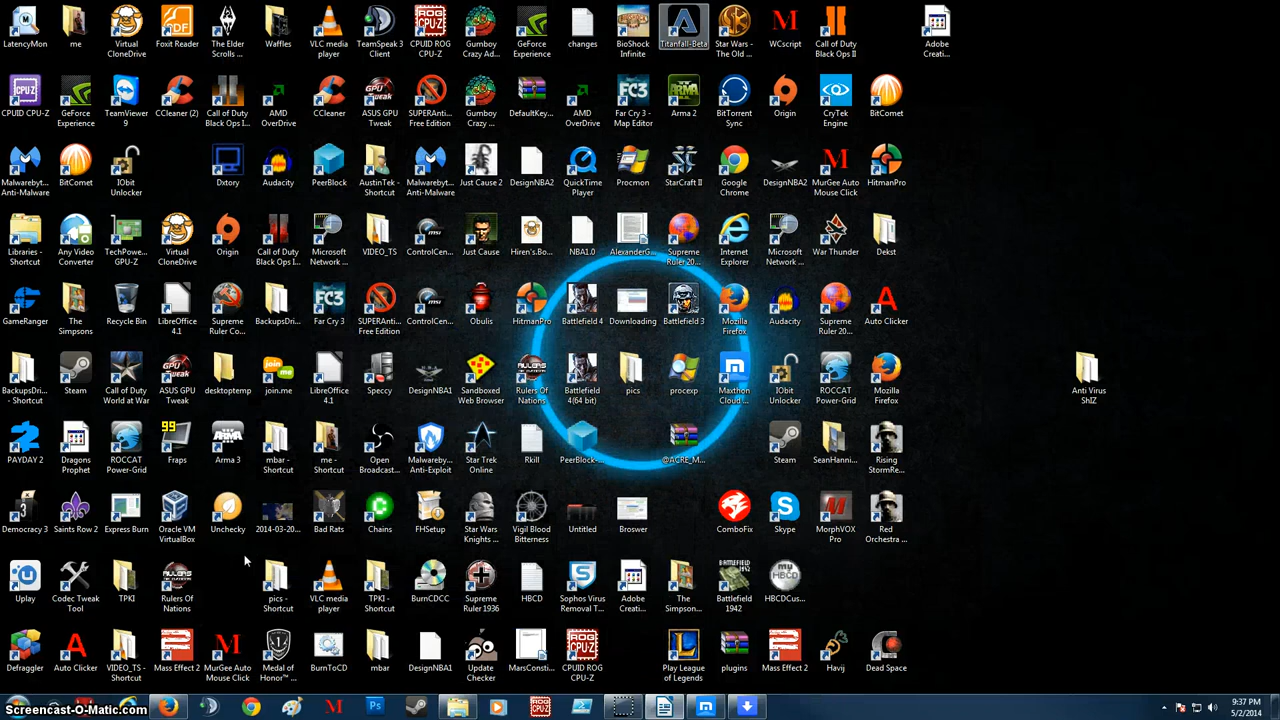 LatencyMon
me
Virtual
CloneDrive
Foxit Reader
The Elder
Scrolls ...
Waffles
VLC media
player
TeamSpeak 3
Client
CPUID ROG
CPU-Z
Gumboy
Crazy Ad...
GeForce
Experience
changes
BioShock
Infinite
Titanfall-Beta
Star Wars -
The Old ...
WCscript
Call of Duty
Black Ops II
Adobe
Creati...
CPUID CPU-Z
GeForce
Experience
TeamViewer
9
CCleaner (2)
Call of Duty
Black Ops I...
AMD
OverDrive
CCleaner
ASUS GPU
Tweak
SUPERAnti...
Free Edition
Gumboy
Crazy ...
DefaultKey...
AMD
OverDrive
Far Cry 3 -
Map Editor
Arma 2
BitTorrent
Sync
Origin
CryTek
Engine
BitComet
Malwarebyt...
Anti-Malware
BitComet
IObit
Unlocker
Dxtory
Audacity
PeerBlock
AustinTek -
Shortcut
Malwarebyt...
Anti-Malware
Just Cause 2
DesignNBA2
QuickTime
Player
Procmon
StarCraft II
Google
Chrome
DesignNBA2
MurGee Auto
Mouse Click
HitmanPro
Libraries -
Shortcut
Any Video
Converter
TechPowe...
GPU-Z
Virtual
CloneDrive
Origin
Call of Duty
Black Ops I...
Microsoft
Network ...
VIDEO_TS
ControlCen...
Just Cause
Hiren's.Bo...
NBA1.0
AlexanderG...
Supreme
Ruler 20...
Internet
Explorer
Microsoft
Network ...
War Thunder
Dekst
GameRanger
The
Simpsons
Recycle Bin
LibreOffice
4.1
Supreme
Ruler Co...
BackupsDri...
Far Cry 3
SUPERAnti...
Free Edition
ControlCen...
Obulis
HitmanPro
Battlefield 4
Downloading
Battlefield 3
Mozilla
Firefox
Audacity
Supreme
Ruler 20...
Auto Clicker
BackupsDri...
- Shortcut
Steam
Call of Duty
World at War
ASUS GPU
Tweak
desktoptemp
join.me
LibreOffice
4.1
Speccy
DesignNBA1
Sandboxed
Web Browser
Rulers Of
Nations
Battlefield
4(64 bit)
pics
procexp
Maxthon
Cloud ...
IObit
Unlocker
ROCCAT
Power-Grid
Mozilla
Firefox
Anti Virus
ShIZ
PAYDAY 2
Dragons
Prophet
ROCCAT
Power-Grid
Fraps
Arma 3
mbar -
Shortcut
me -
Shortcut
Open
Broadcast...
Malwareby...
Anti-Exploit
Star Trek
Online
Rkill
PeerBlock-...
@ACRE_M...
Steam
SeanHanni...
Rising
StormRe...
Democracy 3
Saints Row 2
Express Burn
Oracle VM
VirtualBox
Unchecky
2014-03-20...
Bad Rats
Chains
FHSetup
Star Wars
Knights ...
Vigil Blood
Bitterness
Untitled
Broswer
ComboFix
Skype
MorphVOX
Pro
Red
Orchestra ...
Uplay
Codec Tweak
Tool
TPKI
Rulers Of
Nations
pics -
Shortcut
VLC media
player
TPKI -
Shortcut
BurnCDCC
Supreme
Ruler 1936
HBCD
Sophos Virus
Removal T...
Adobe
Creati...
The
Simpson...
Battlefield
1942
HBCDCus...
Defraggler
Auto Clicker
VIDEO_TS -
Shortcut
Mass Effect 2
MurGee Auto
Mouse Click
Medal of
Honor™ ...
BurnToCD
mbar
DesignNBA1
Update
Checker
MarsConsti...
CPUID ROG
CPU-Z
Play League
of Legends
plugins
Mass Effect 2
Havij
Dead Space
Screencast-O-Matic.com
9:37 PM
5/2/2014